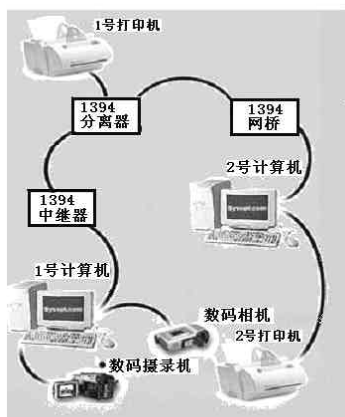 1号打印机
1394
分离器
1394
网桥
2号计算机
1394
中继器
1号计算机
数码相机
2号打印机
•数码摄录机